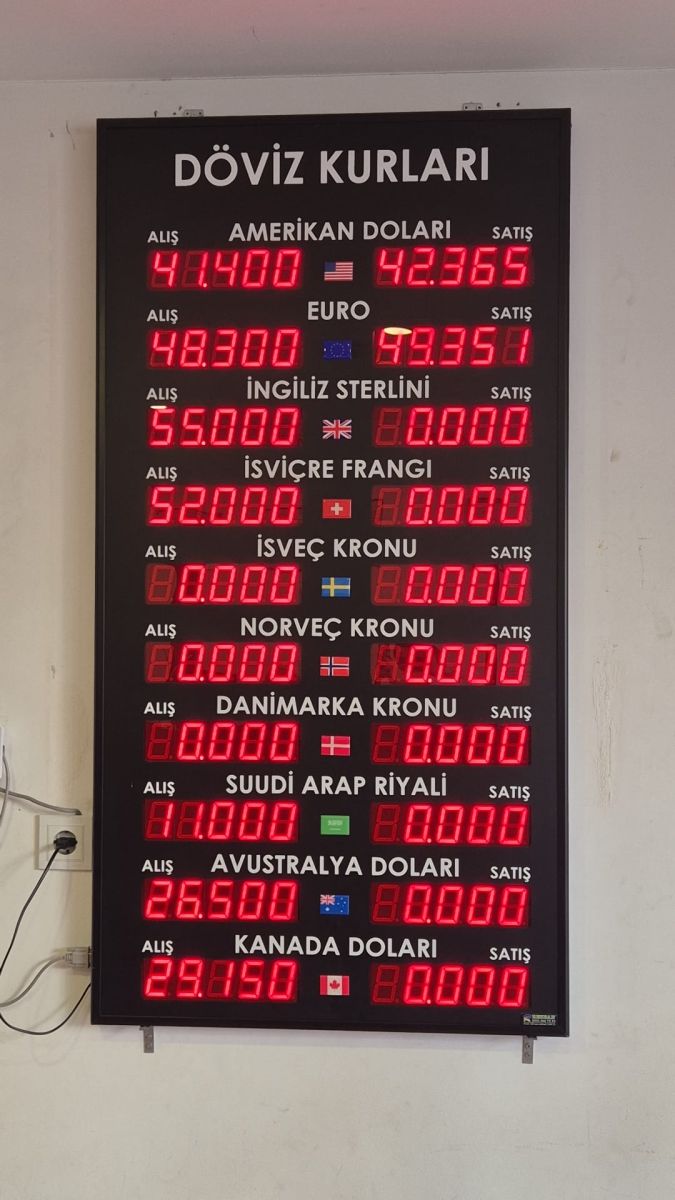 DÖVİZ KURLARI
ALIŞ AMERİKAN DOLARI SATIŞ
41.400 42.365
ALIŞ EURO SATIŞ
48.300
ALIŞ İNGİLİZ STERLİNİ SATIŞ
55.000 0.000
ALIŞ İSVİÇRE FRANGI SATIŞ
52.000 0.000
ALIŞ İSVEÇ KRONU SATIŞ
0.000 0.000
ALIŞ NORVEÇ KRONU SATIŞ
0.000 0.000
ALIŞ DANİMARKA KRONU SATIŞ
0.000 0.000
ALIŞ SUUDİ ARAP RİYALİ SATIŞ
11.000 0.000
ALIŞ AVUSTRALYA DOLARI SATIŞ
26.500 0.000
ALIŞ KANADA DOLARI SATIŞ
29.150 0.000